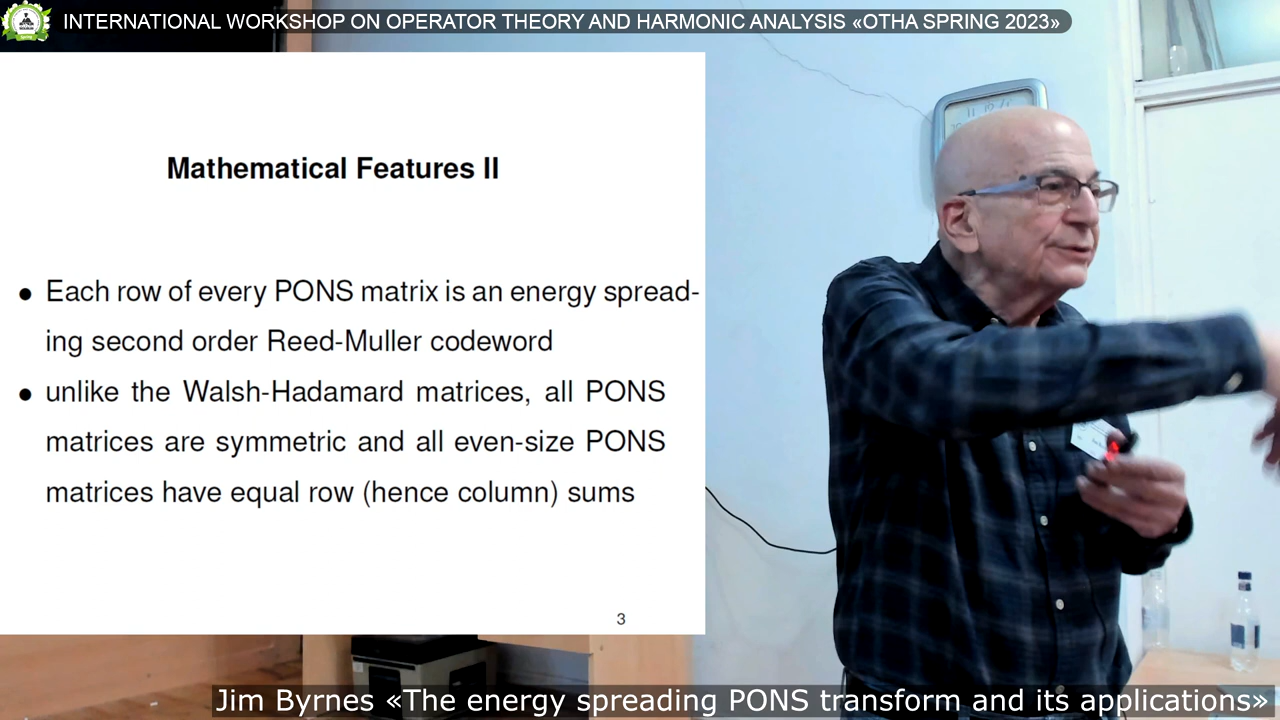 INTERNATIONAL WORKSHOP ON OPERATOR THEORY AND HARMONIC ANALYSIS «OTHA SPRING 2023»
Mathematical Features II
● Each row of every PONS matrix is an energy spread-
ing second order Reed-Muller codeword
● unlike the Walsh-Hadamard matrices, all PONS
matrices are symmetric and all even-size PONS
matrices have equal row (hence column) sums
3
Jim Byrnes «The energy spreading PONS transform and its applications»